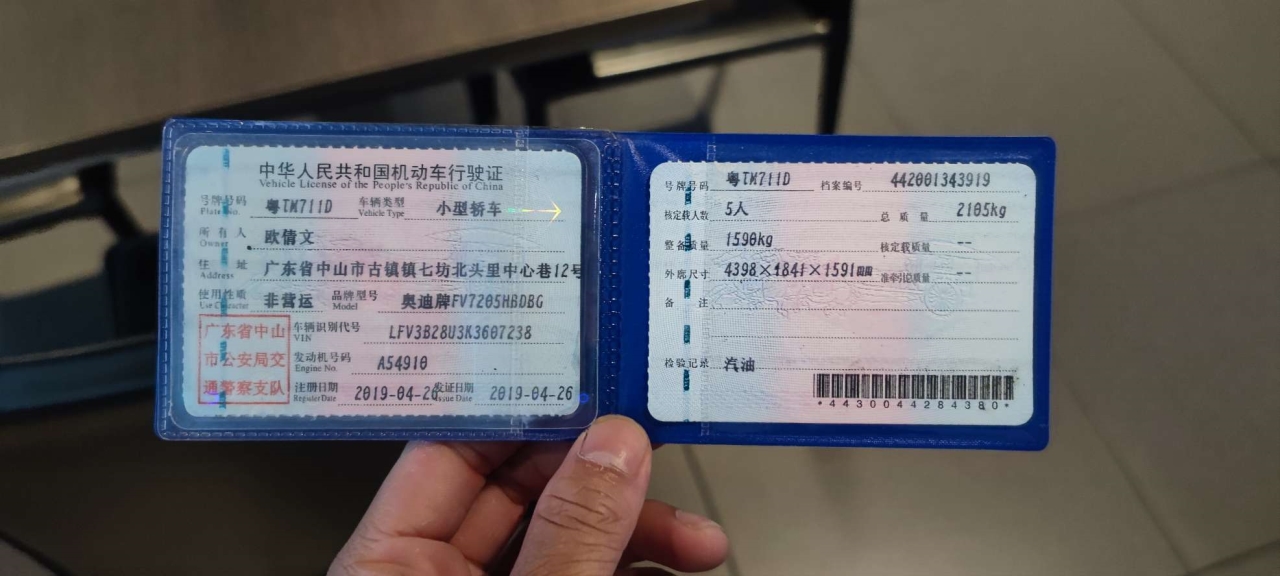 中华人民共和国机动车行驶证
Vehicle License of the People's Republic of China
号牌号码 粤TM711D 车辆类型 小型轿车
Plate No. Vehicle Type
所有人 欧倩文
Owner
住址 广东省中山市古镇镇七坊北头里中心巷12号
Address
使用性质 非营运 品牌型号 奥迪牌FV7205HBDBG
Use Character Model
广东省中山
市公安局交
通警察支队
车辆识别代号 LFV3B28U3K3607238
VIN
发动机号码 A54910
Engine No.
注册日期 2019-04-26 发证日期 2019-04-26
Register Date Issue Date
号牌号码 粤TM711D 档案编号 442001343919
核定载人数 5人 总质量 2105kg
整备质量 1590kg 核定载质量 --
外廓尺寸 4398×1841×1591mm 准牵引总质量 --
备注
检验记录 汽油
*4430044284380*